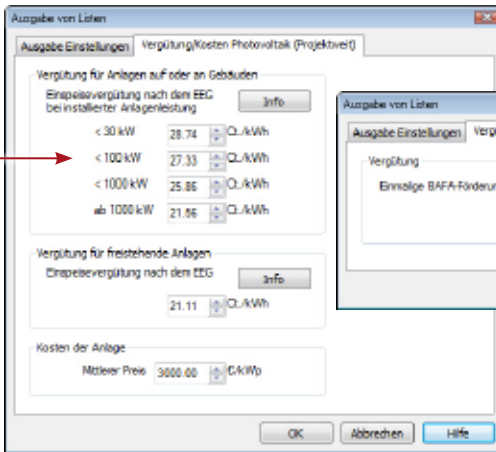 Ausgabe von Listen
Ausgabe Einstellungen
Vergütung/Kosten Photovoltaik (Projektweit)
Vergütung für Anlagen auf oder an Gebäuden
Einspeisevergütung nach dem EEG
bei installierter Anlagenleistung
Info
< 30 kW 28.74 Ct./kWh
< 100 kW 27.33 Ct./kWh
< 1000 kW 25.86 Ct./kWh
ab 1000 kW 21.56 Ct./kWh
Vergütung für freistehende Anlagen
Einspeisevergütung nach dem EEG
Info
21.11 Ct./kWh
Kosten der Anlage
Mittlerer Preis 3000.00 €/kWp
OK
Abbrechen
Hilfe
Ausgabe von Listen
Ausgabe Einstellungen
Verg
Vergütung
Einmalige BAFA-Förderun